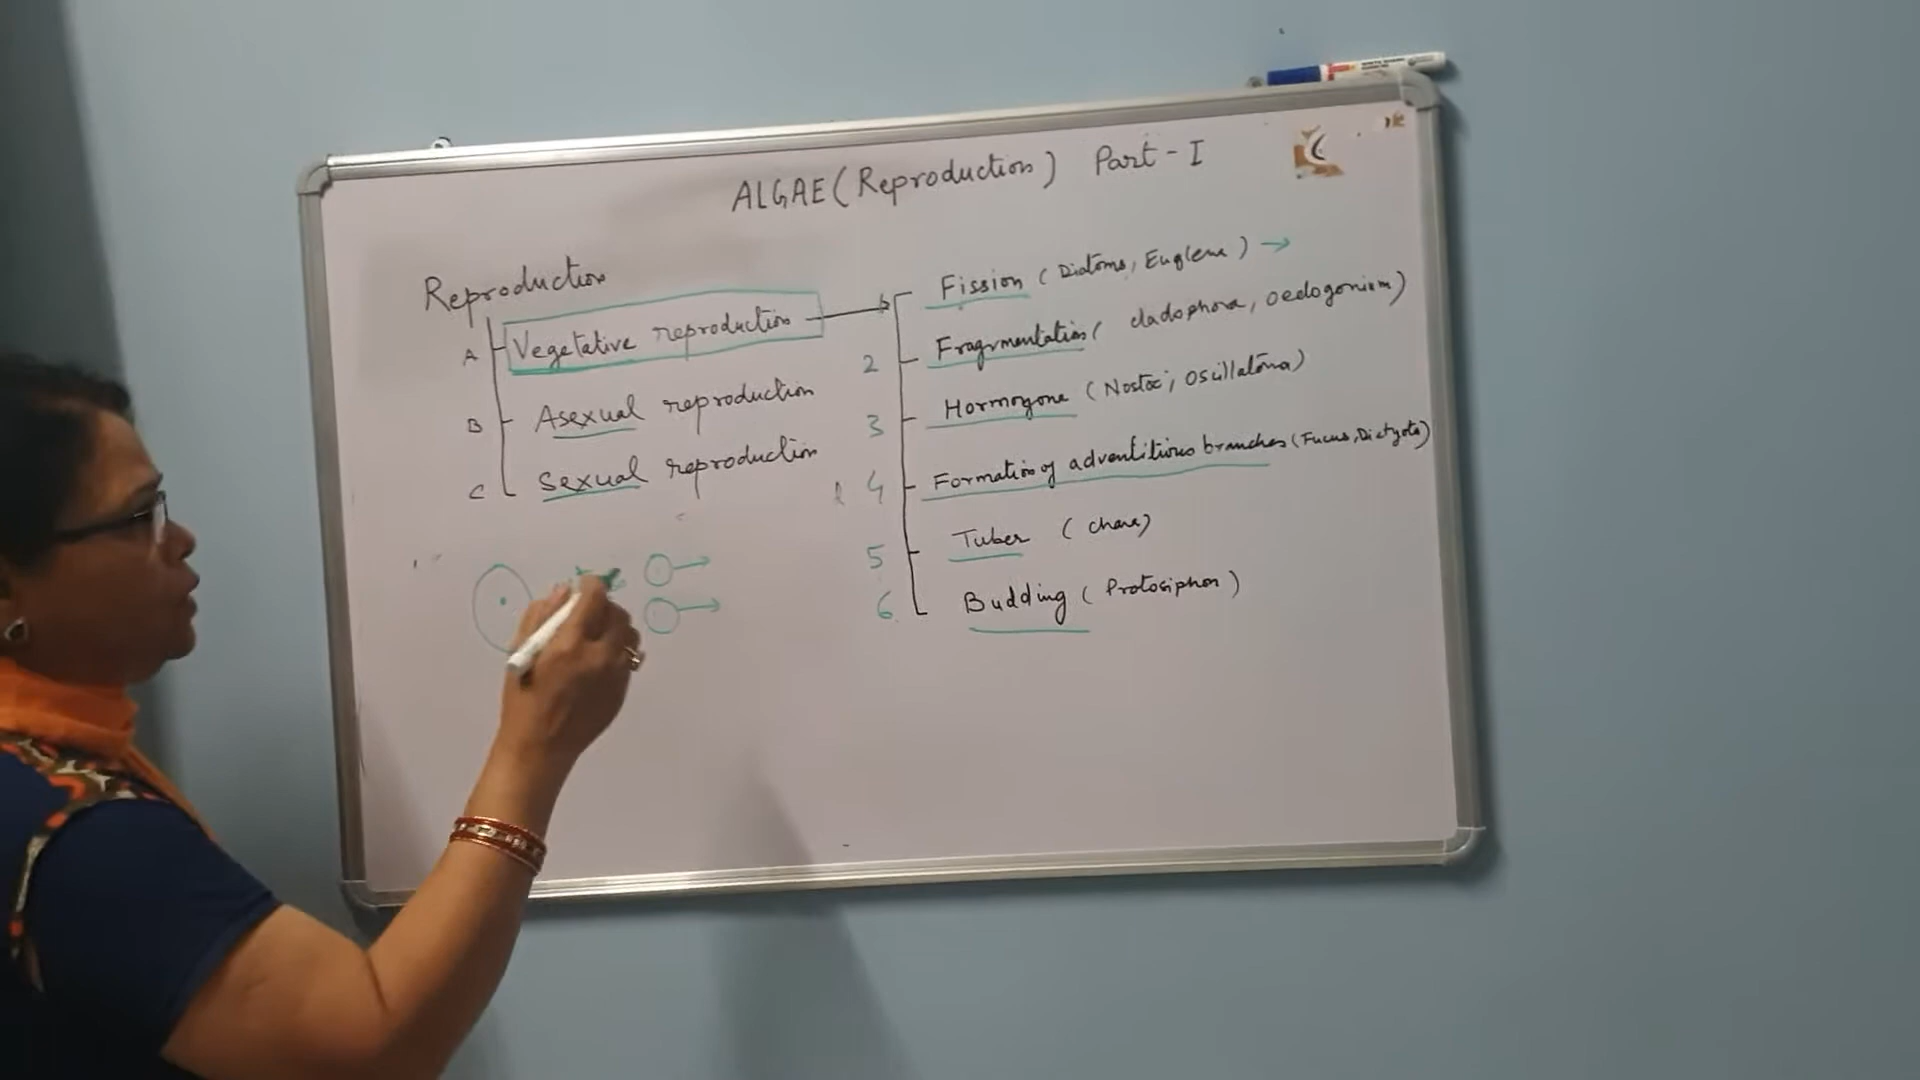 ALGAE (Reproduction) Part - I
Reproduction
A Vegetative reproduction
B Asexual reproduction
C Sexual reproduction
Fission (Diatoms, Euglena) →
2 Fragmentation ( cladophora, oedogonium)
3 Hormogone (Nostoc, Oscillatoria)
4 Formation of adventitious branches (Fucus, Dictyota)
5 Tuber ( chara)
6 Budding ( Protosiphon )